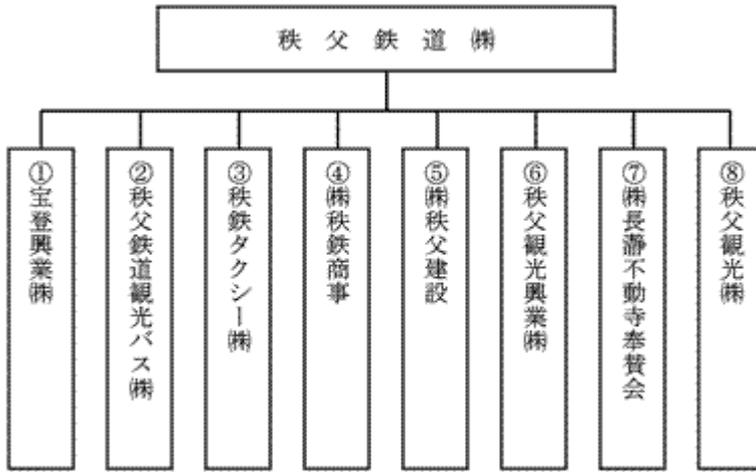 秩父鉄道㈱
①宝登興業㈱
②秩父鉄道観光バス㈱
③秩鉄タクシー㈱
④㈱秩鉄商事
⑤㈱秩父建設
⑥秩父観光興業㈱
⑦㈱長瀞不動寺奉賛会
⑧秩父観光㈱